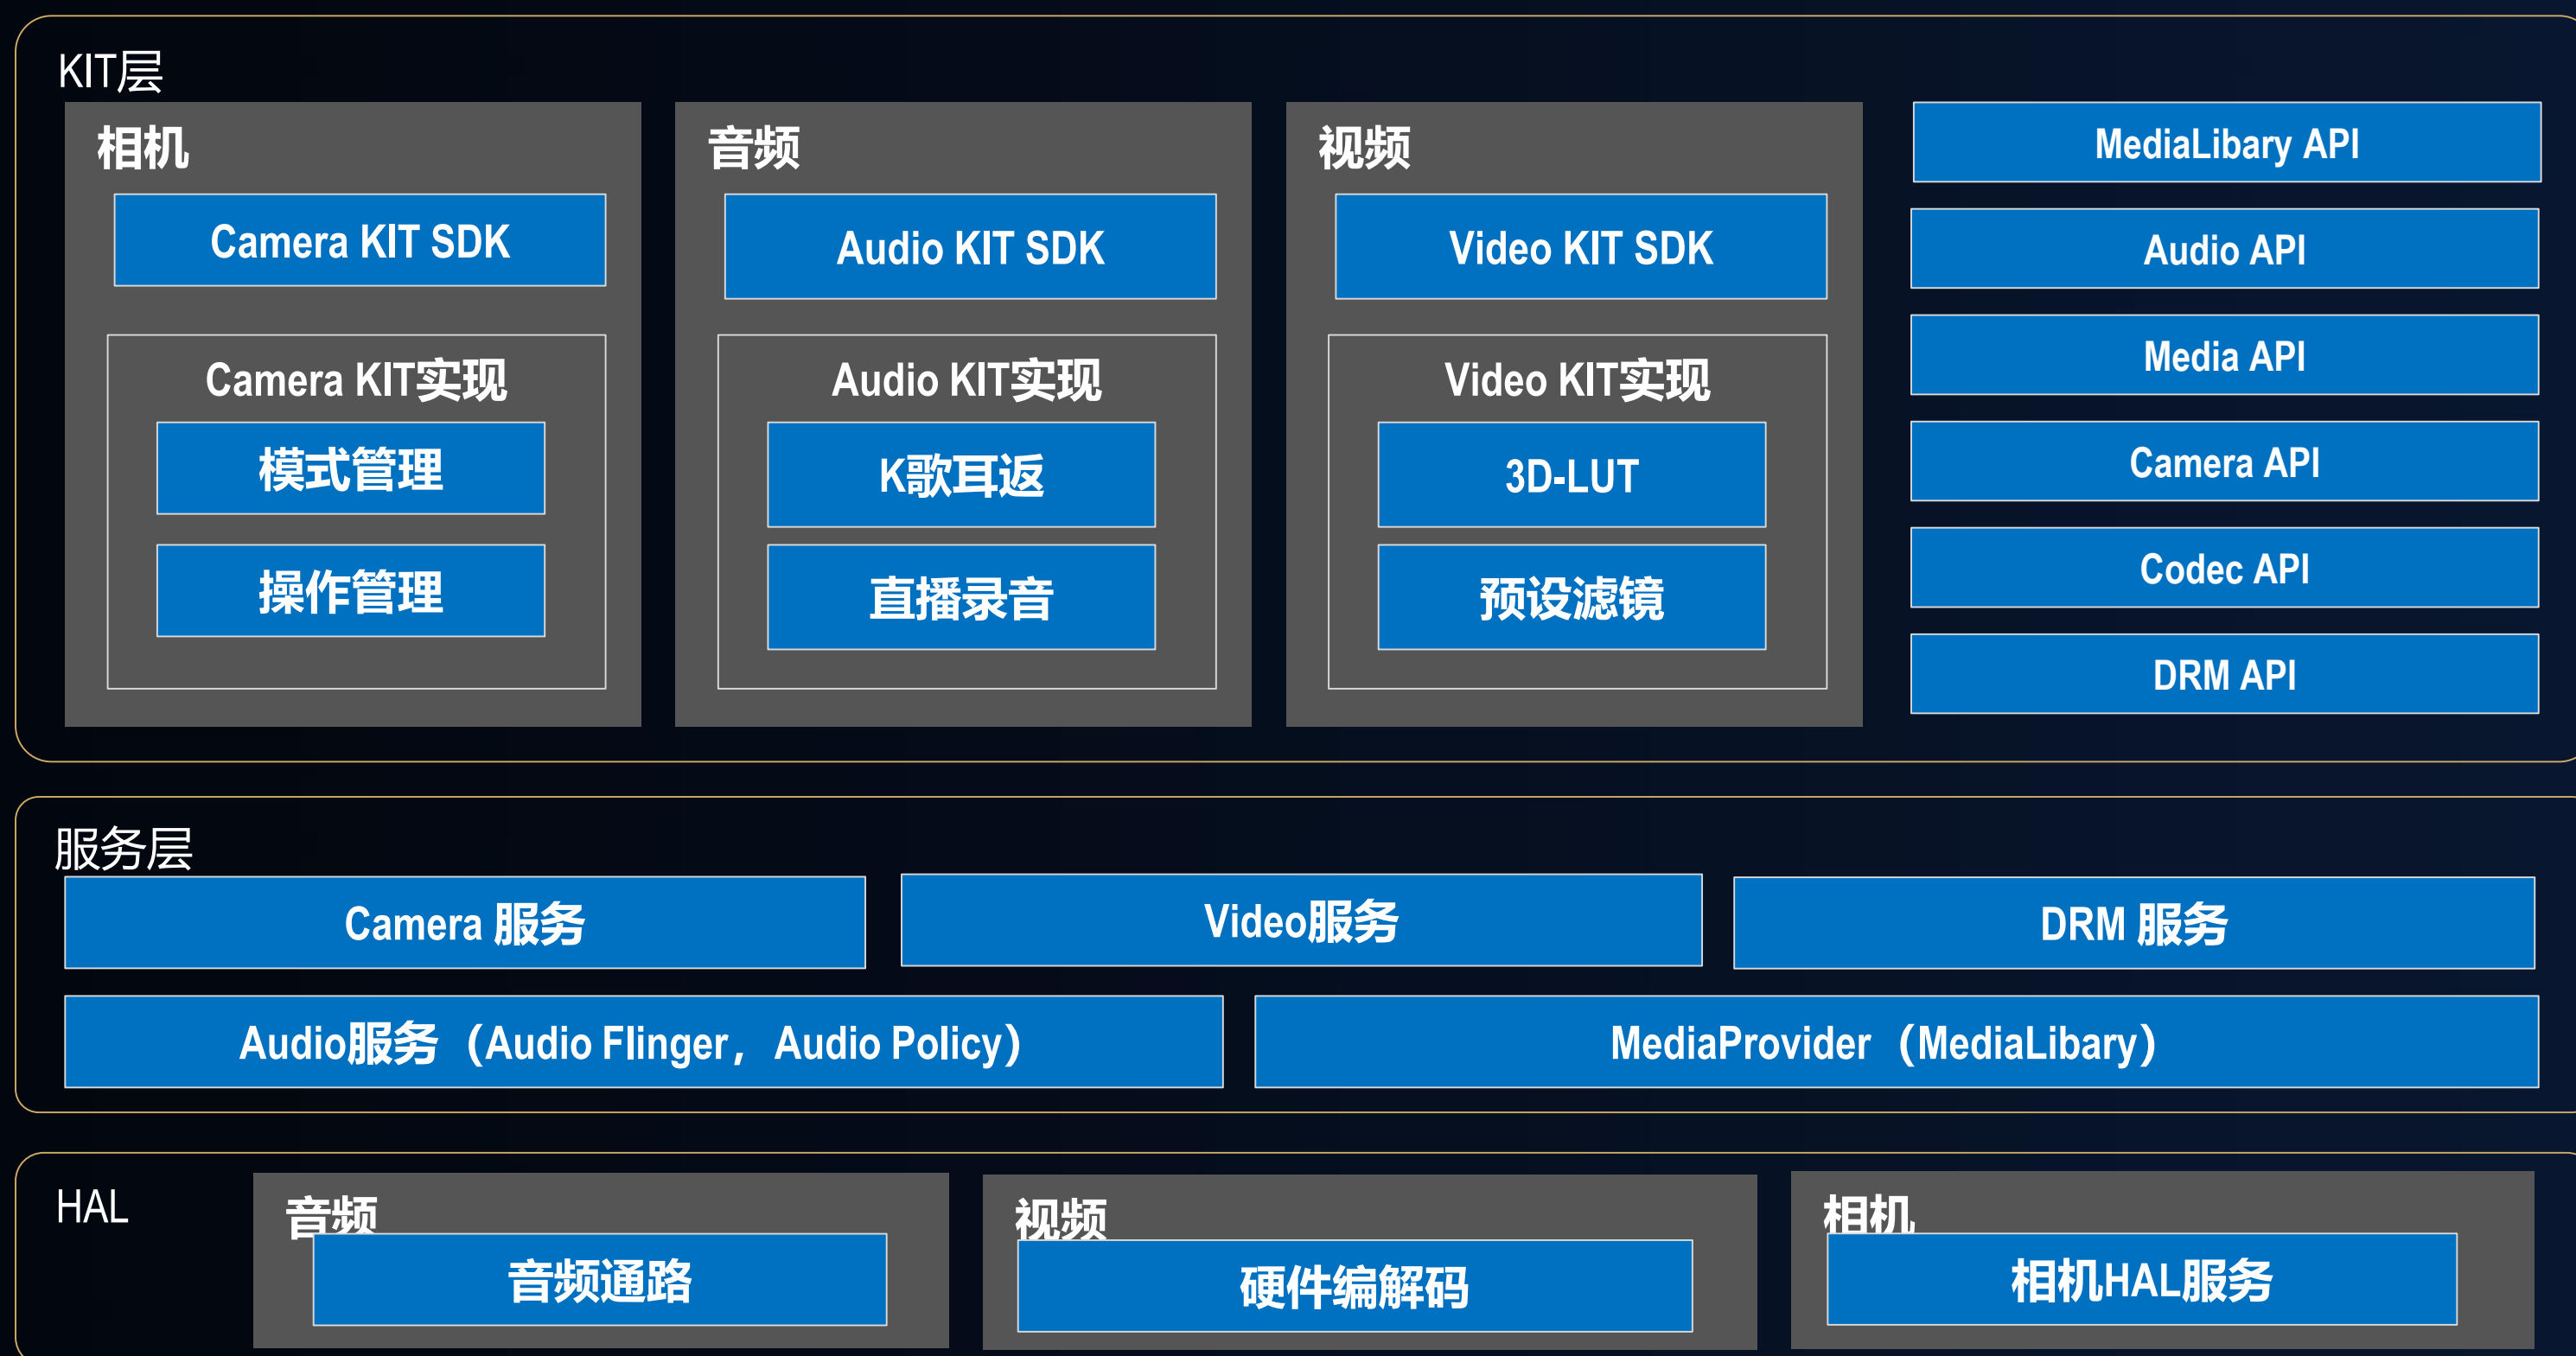 KIT层
相机
Camera KIT SDK
Camera KIT实现
模式管理
操作管理
音频
Audio KIT SDK
Audio KIT实现
K歌耳返
直播录音
视频
Video KIT SDK
Video KIT实现
3D-LUT
预设滤镜
MediaLibary API
Audio API
Media API
Camera API
Codec API
DRM API
服务层
Camera 服务
Video服务
DRM 服务
Audio服务（Audio Flinger，Audio Policy）
MediaProvider（MediaLibary）
HAL
音频
音频通路
视频
硬件编解码
相机
相机HAL服务